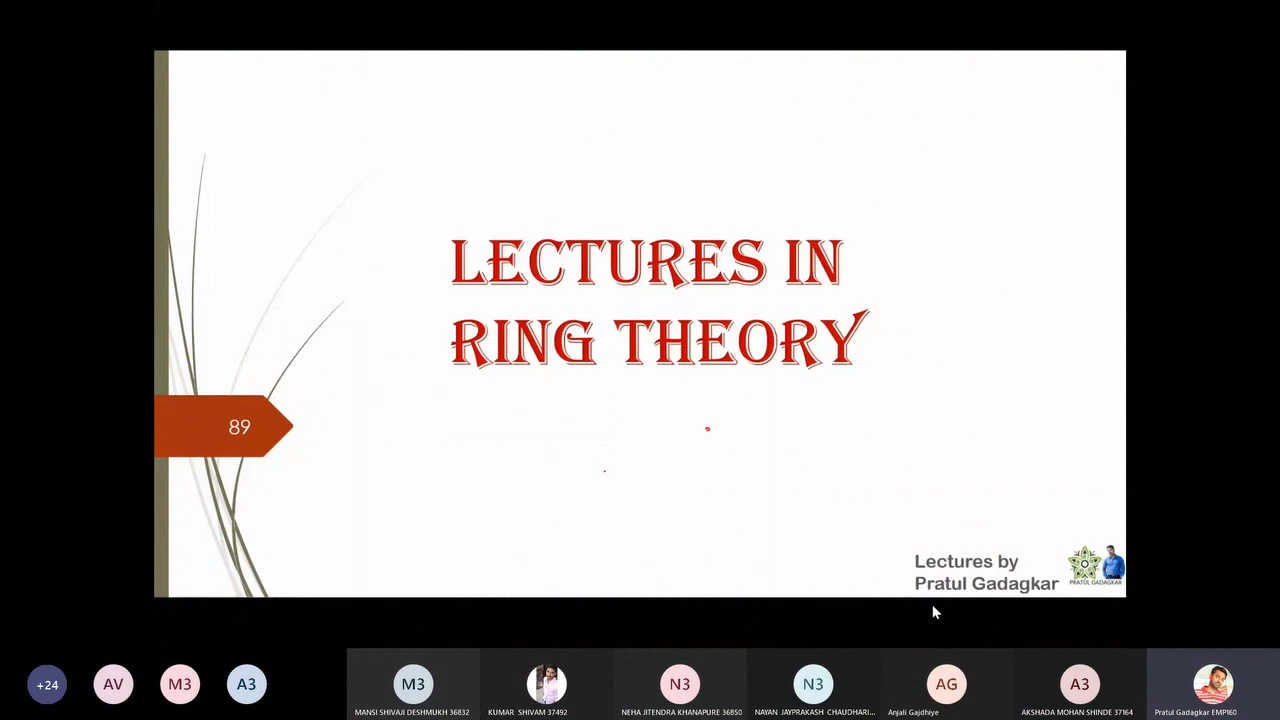 LECTURES IN
RING THEORY
89
Lectures by
Pratul Gadagkar
PRATUL GADAGKAR
+24
AV
M3
A3
M3
N3
N3
AG
A3
MANSI SHIVAJI DESHMUKH 36832
KUMAR SHIVAM 37492
NEHA JITENDRA KHANAPURE 36850
NAYAN JAYPRAKASH CHAUDHARI...
Anjali Gajdhiye
AKSHADA MOHAN SHINDE 37164
Pratul Gadagkar EMPI60